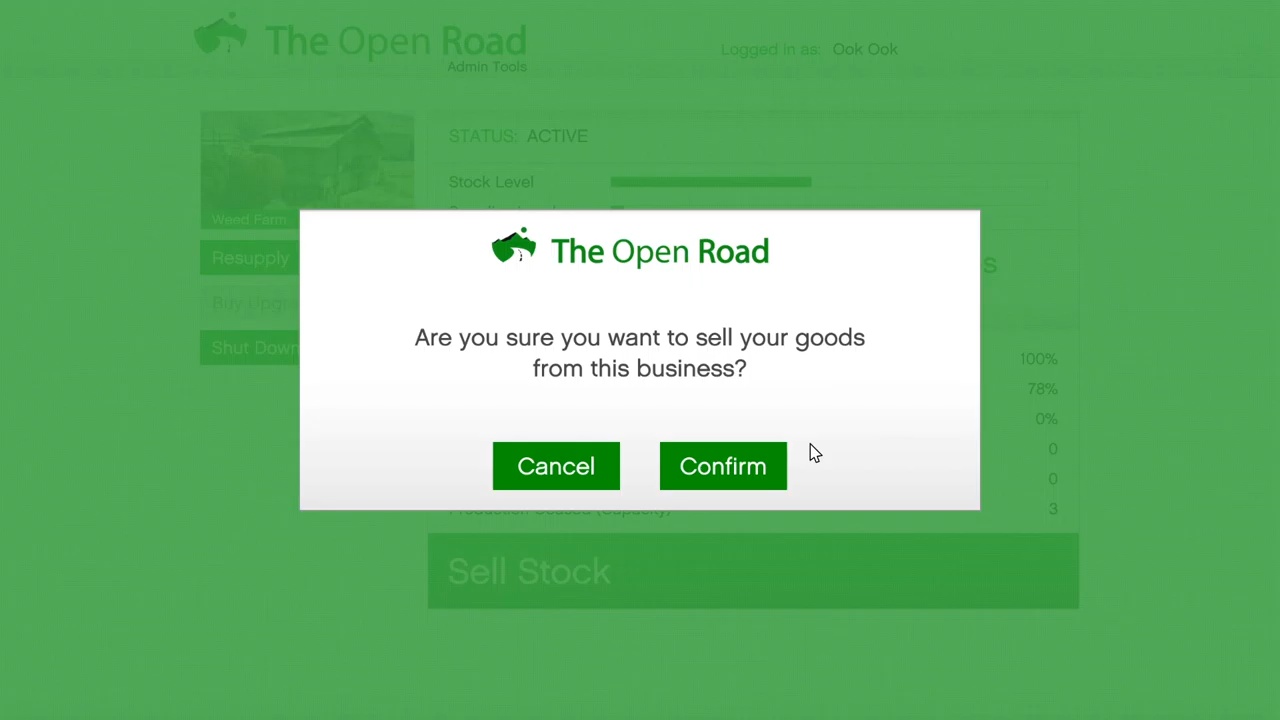 The Open Road
Admin Tools
Logged in as: Ook Ook
STATUS: ACTIVE
Stock Level
Weed Farm
Resupply
The Open Road
Are you sure you want to sell your goods
from this business?
Buy
Shut Down
100%
78%
0%
0
0
3
Cancel
Confirm
Sell Stock